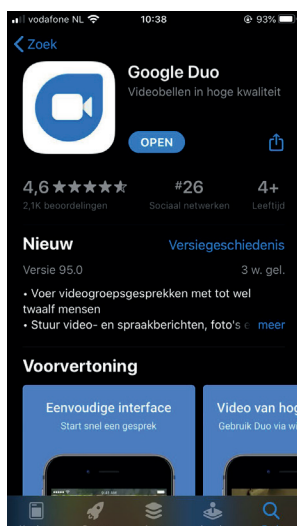 vodafone NL 10:38 93%
Zoek
Google Duo
Videobellen in hoge kwaliteit
OPEN
4,6 #26 4+
2,1K beoordelingen Sociaal netwerken Leeftijd
Nieuw Versiegeschiedenis
Versie 95.0 3 w. gel.
• Voer videogroepsgesprekken met tot wel
twaalf mensen
• Stuur video- en spraakberichten, foto's e meer
Voorvertoning
Eenvoudige interface
Start snel een gesprek
Video van hog
Gebruik Duo via wi